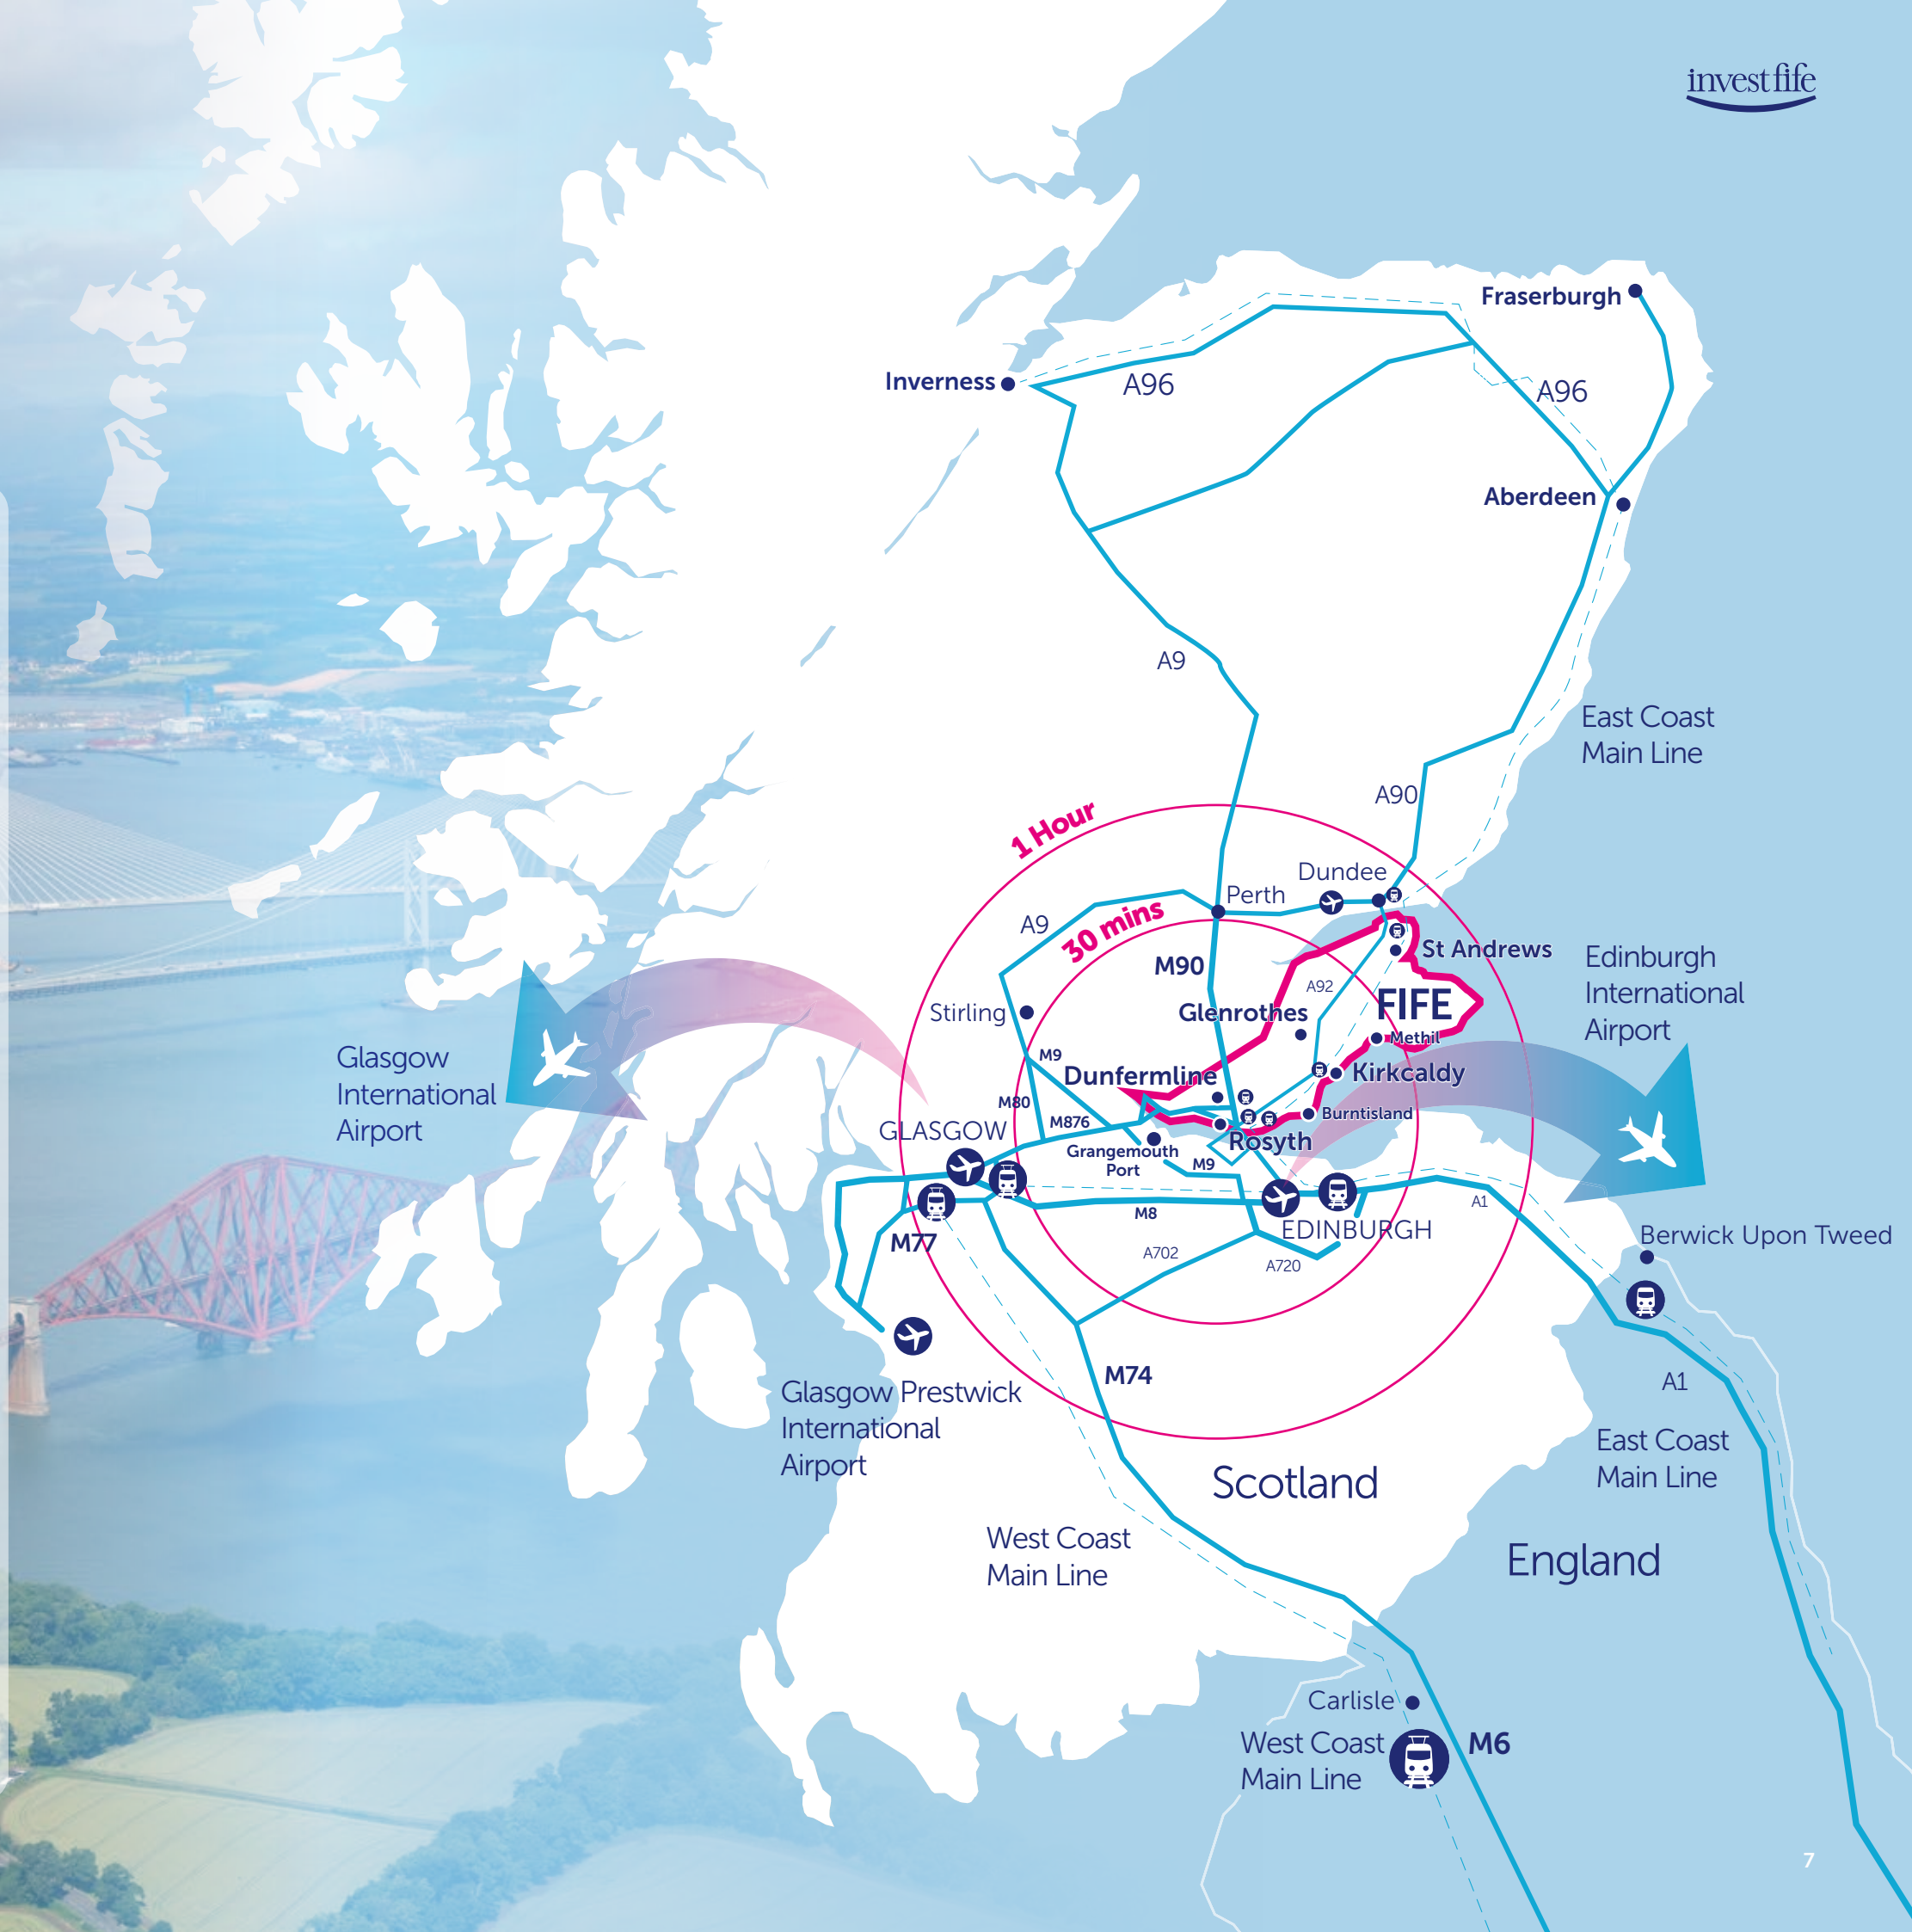 invest fife
Fraserburgh
Inverness
A96
A96
Aberdeen
A9
East Coast
Main Line
A90
1 Hour
Dundee
Perth
30 mins
A9
St Andrews
M90
Edinburgh
International
Airport
A92
FIFE
Stirling
Glenrothes
Methil
Glasgow
International
Airport
M9
Dunfermline
Kirkcaldy
M80
M876
Burntisland
GLASGOW
Rosyth
Grangemouth
Port
M9
A1
M8
EDINBURGH
Berwick Upon Tweed
M77
A702
A720
M74
Glasgow Prestwick
International
Airport
A1
East Coast
Main Line
Scotland
West Coast
Main Line
England
Carlisle
West Coast
Main Line
M6
7